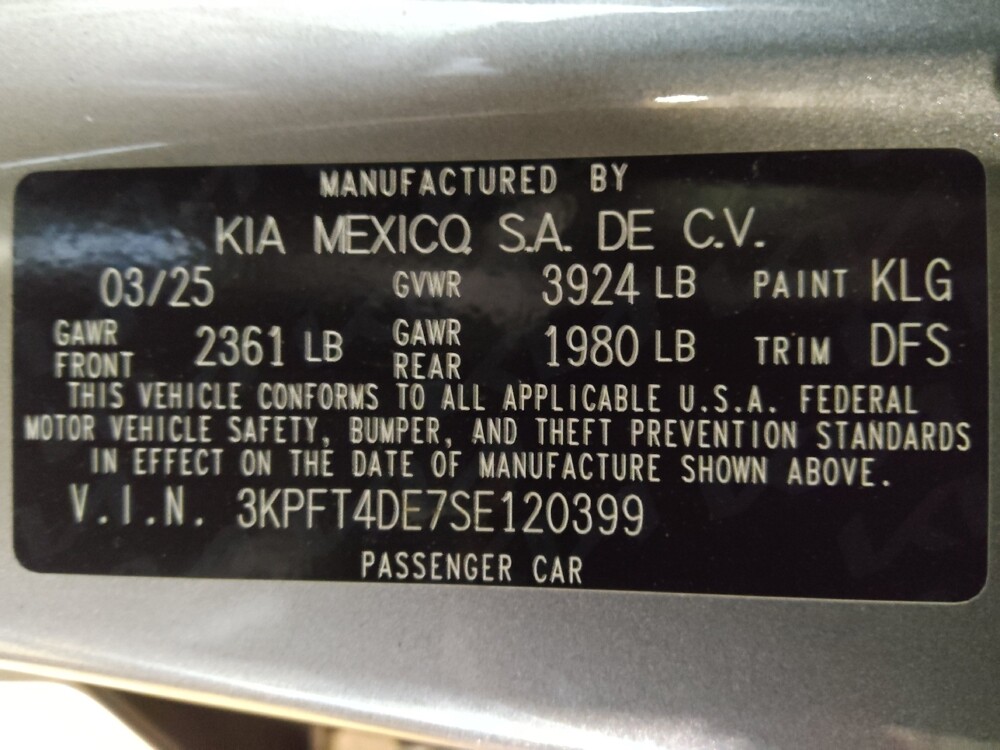 MANUFACTURED BY
KIA MEXICO, S.A. DE C.V.
03/25 GVWR 3924 LB PAINT KLG
GAWR FRONT 2361 LB GAWR REAR 1980 LB TRIM DFS
THIS VEHICLE CONFORMS TO ALL APPLICABLE U.S.A. FEDERAL
MOTOR VEHICLE SAFETY, BUMPER, AND THEFT PREVENTION STANDARDS
IN EFFECT ON THE DATE OF MANUFACTURE SHOWN ABOVE.
V.I.N. 3KPFT4DE7SE120399
PASSENGER CAR